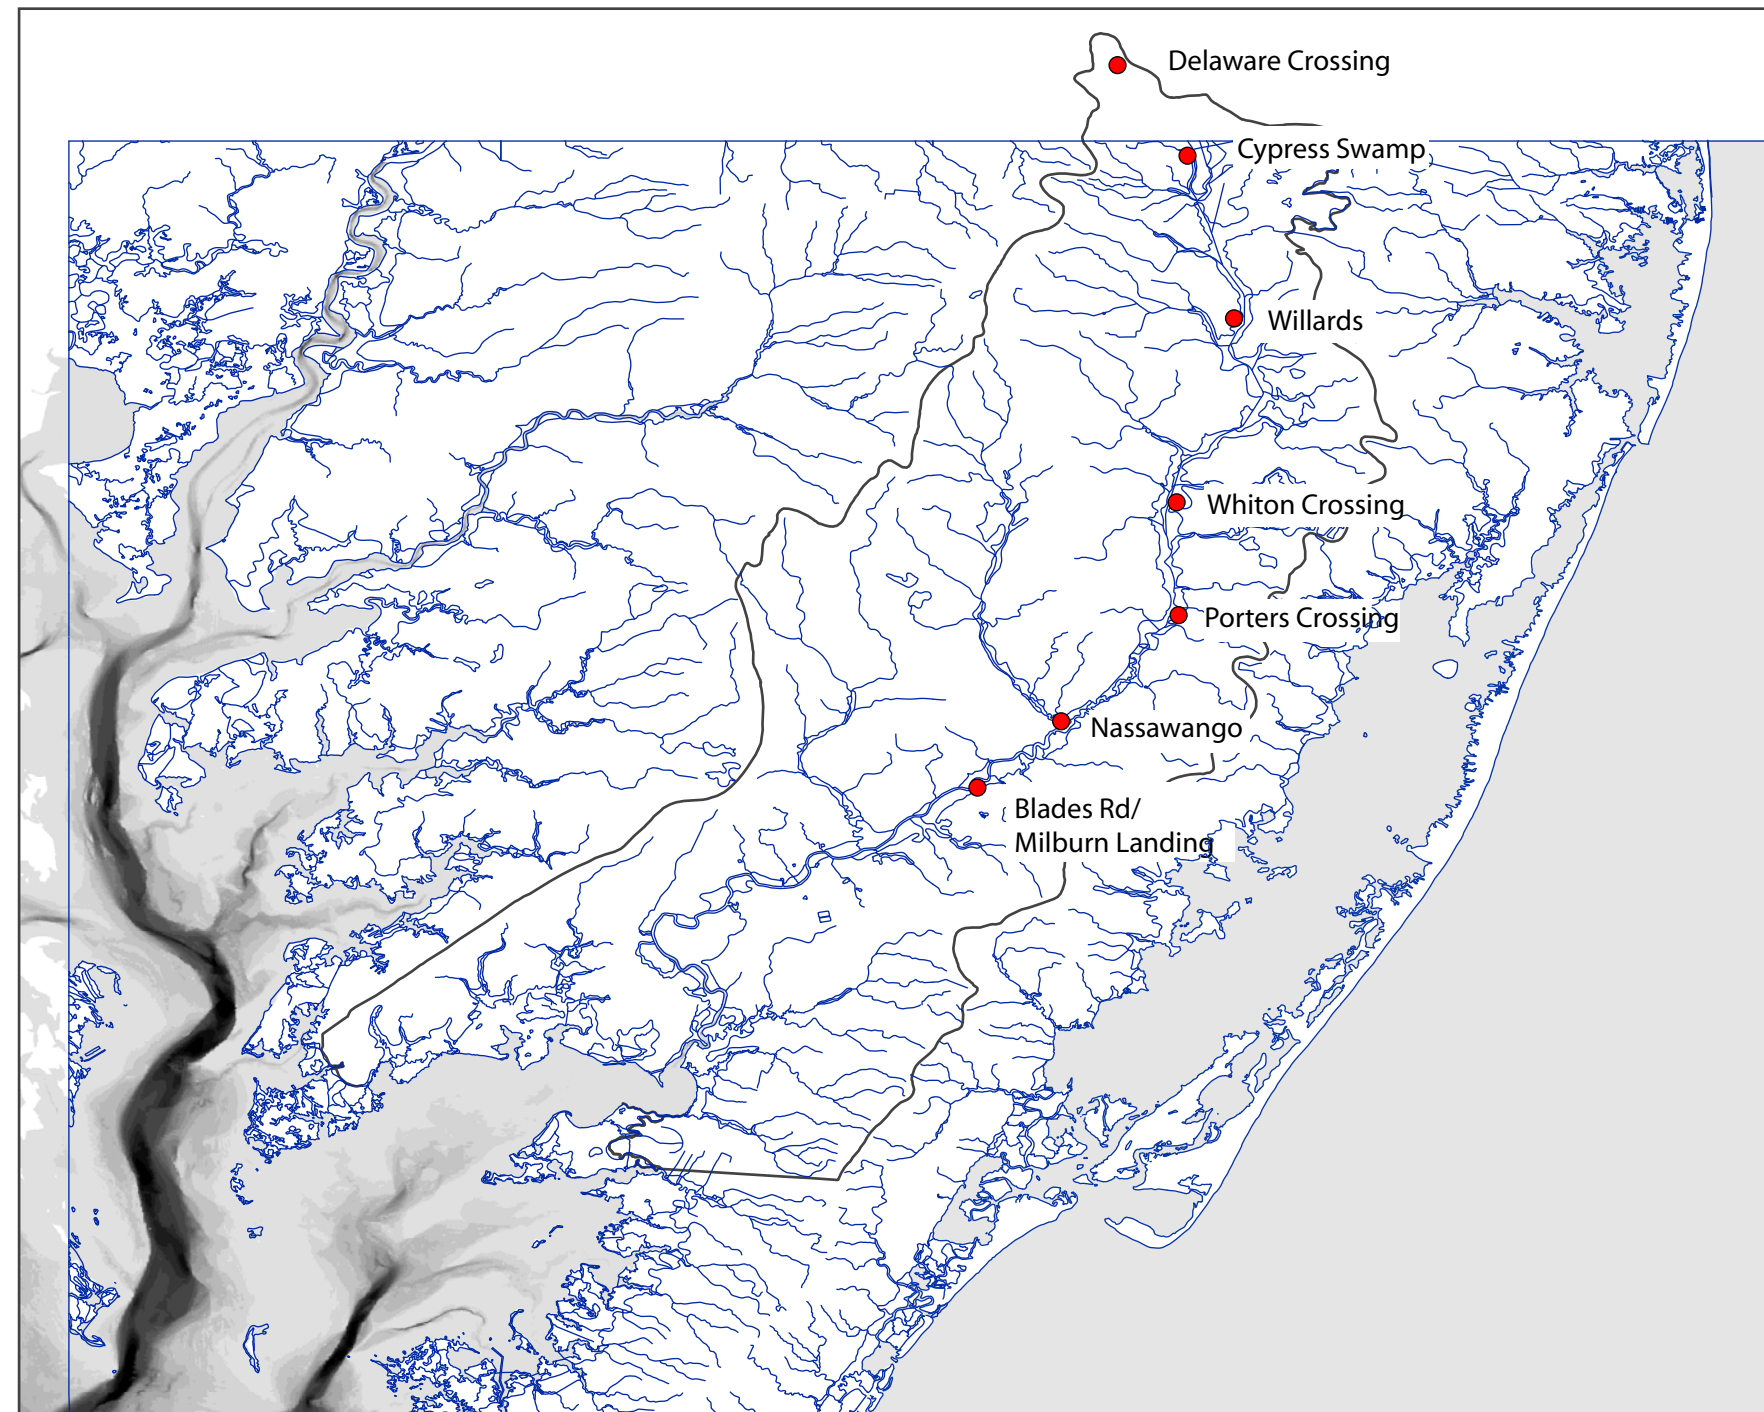 Delaware Crossing
Cypress Swamp
Willards
Whiton Crossing
Porters Crossing
Nassawango
Blades Rd/
Milburn Landing